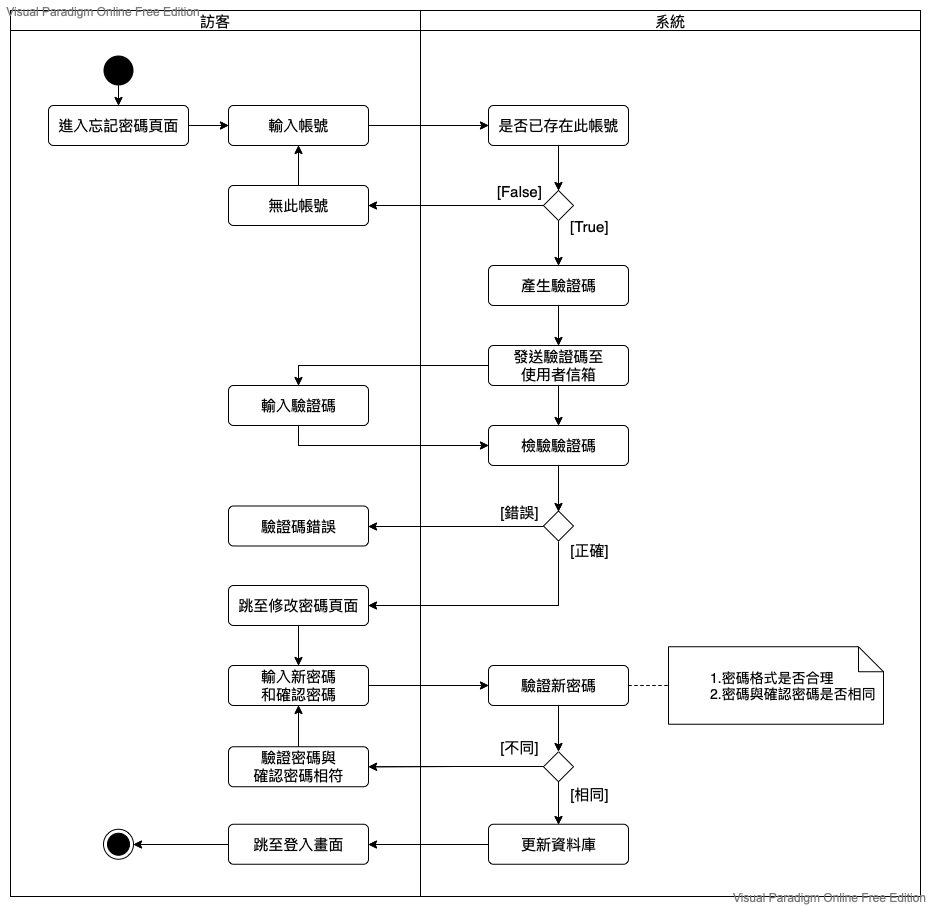 Visual Paradigm Online Free Edition
訪客
系統
進入忘記密碼頁面
輸入帳號
是否已存在此帳號
[False]
無此帳號
[True]
產生驗證碼
發送驗證碼至
使用者信箱
輸入驗證碼
檢驗驗證碼
[錯誤]
驗證碼錯誤
[正確]
跳至修改密碼頁面
輸入新密碼
和確認密碼
驗證新密碼
1.密碼格式是否合理
2.密碼與確認密碼是否相同
[不同]
驗證密碼與
確認密碼相符
[相同]
跳至登入畫面
更新資料庫
Visual Paradigm Online Free Edition